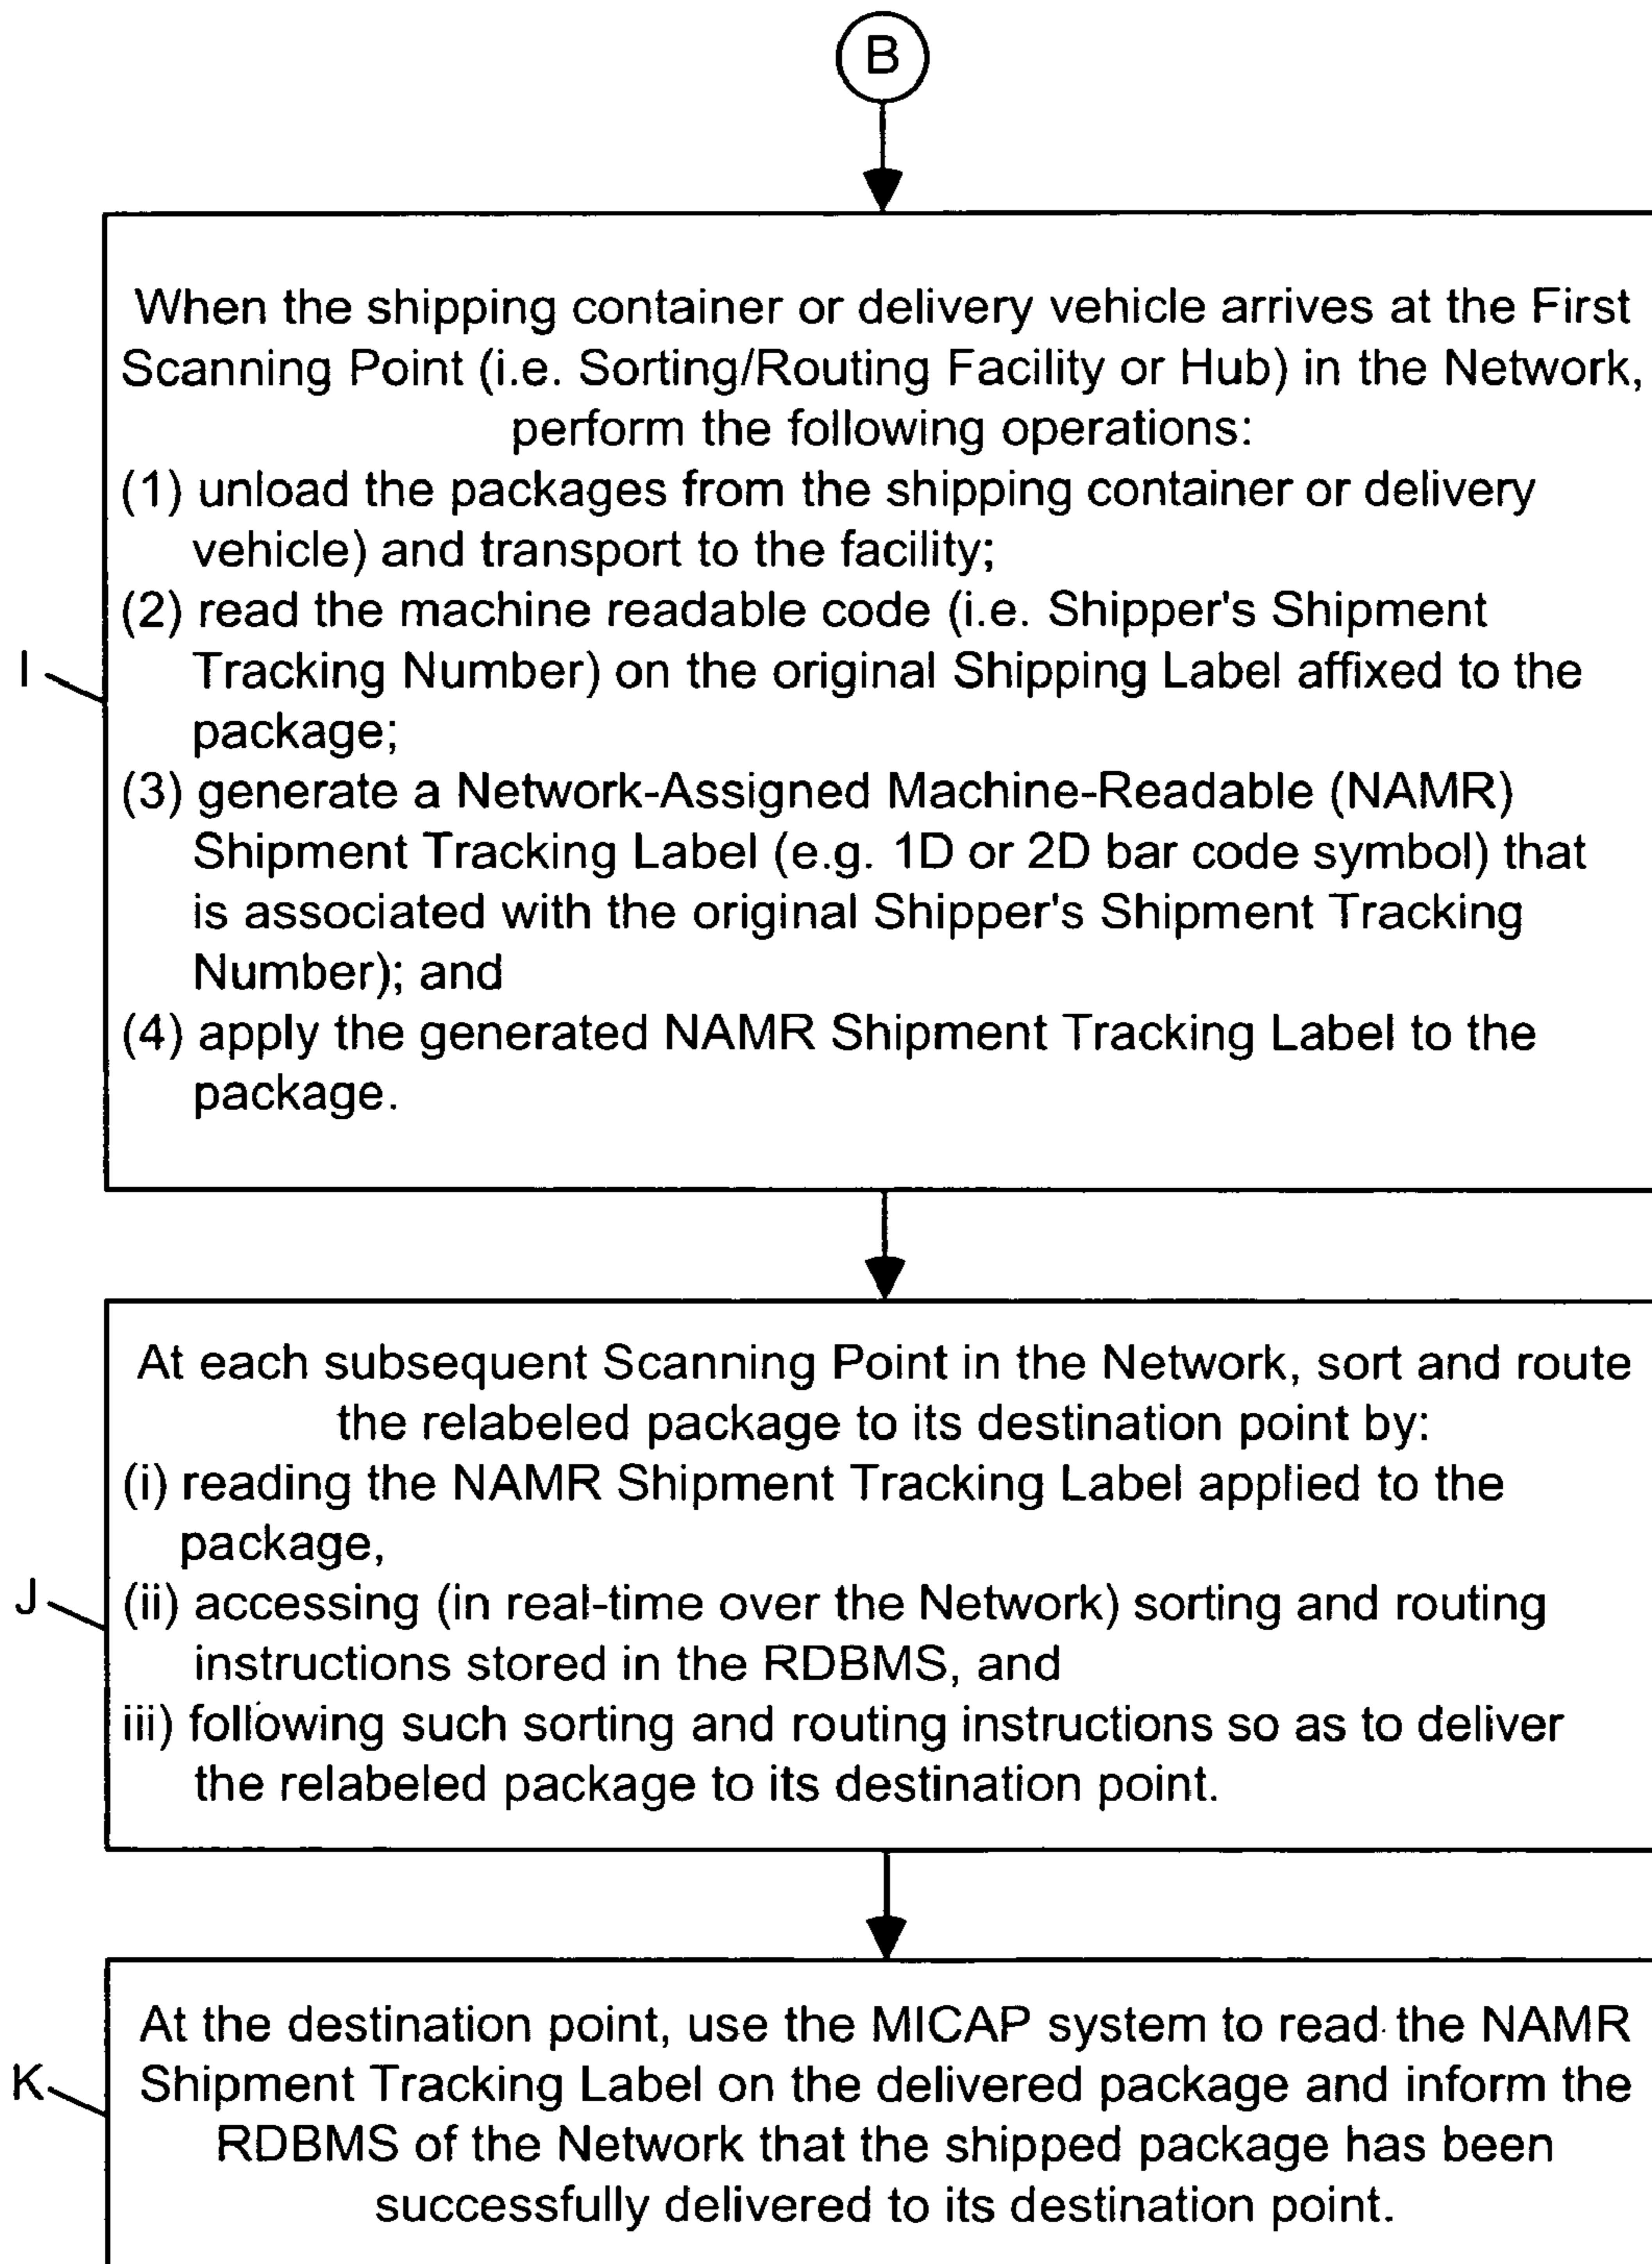 B
When the shipping container or delivery vehicle arrives at the First
Scanning Point (i.e. Sorting/Routing Facility or Hub) in the Network,
perform the following operations:
(1) unload the packages from the shipping container or delivery
vehicle) and transport to the facility;
(2) read the machine readable code (i.e. Shipper's Shipment
Tracking Number) on the original Shipping Label affixed to the
package;
(3) generate a Network-Assigned Machine-Readable (NAMR)
Shipment Tracking Label (e.g. 1D or 2D bar code symbol) that
is associated with the original Shipper's Shipment Tracking
Number); and
(4) apply the generated NAMR Shipment Tracking Label to the
package.
I
At each subsequent Scanning Point in the Network, sort and route
the relabeled package to its destination point by:
(i) reading the NAMR Shipment Tracking Label applied to the
package,
(ii) accessing (in real-time over the Network) sorting and routing
instructions stored in the RDBMS, and
iii) following such sorting and routing instructions so as to deliver
the relabeled package to its destination point.
J
At the destination point, use the MICAP system to read the NAMR
Shipment Tracking Label on the delivered package and inform the
RDBMS of the Network that the shipped package has been
successfully delivered to its destination point.
K